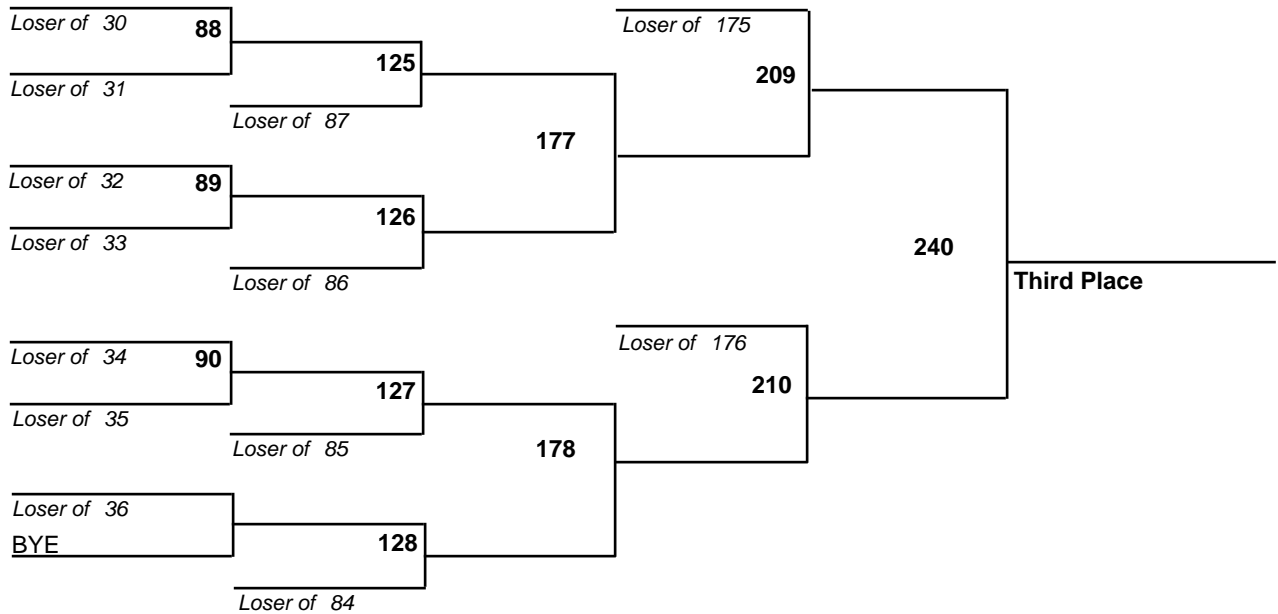 Loser of 30
88
Loser of 31
125
Loser of 87
Loser of 32
89
Loser of 33
126
Loser of 86
177
Loser of 175
209
Loser of 34
90
Loser of 35
127
Loser of 85
Loser of 36
BYE
128
Loser of 84
178
Loser of 176
210
240
Third Place